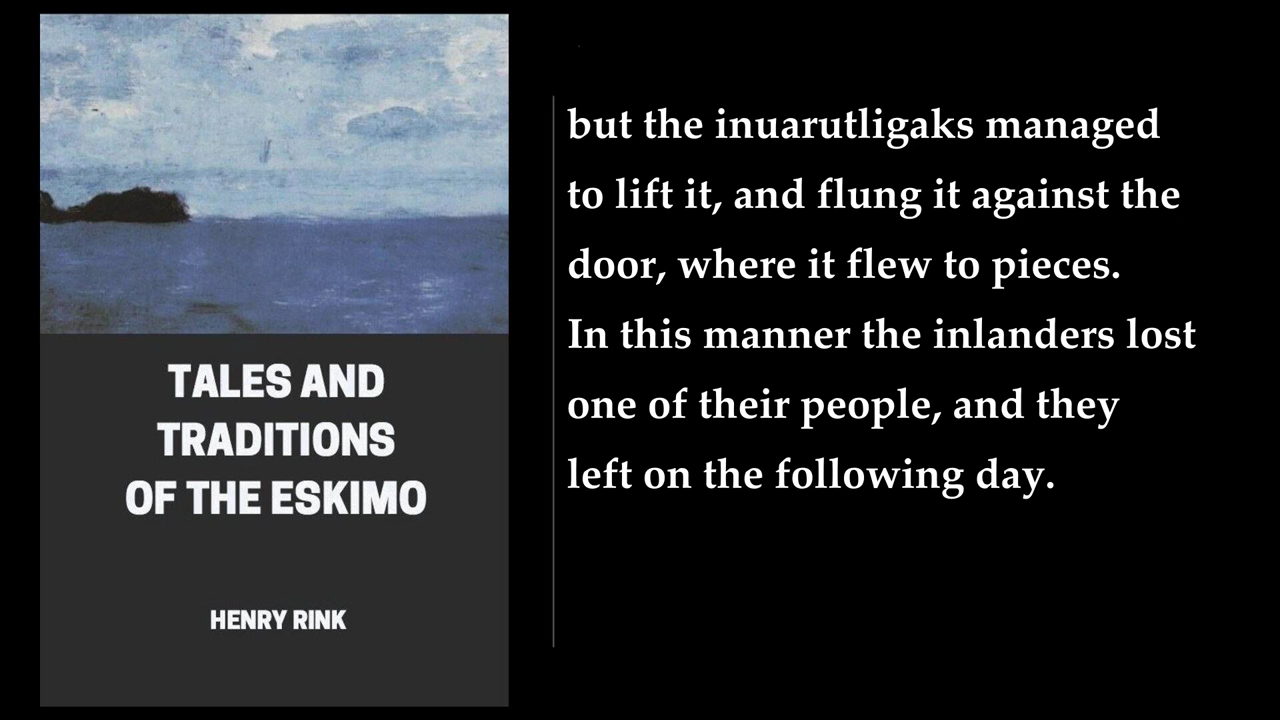 TALES AND
TRADITIONS
OF THE ESKIMO
HENRY RINK
but the inuarutligaks managed
to lift it, and flung it against the
door, where it flew to pieces.
In this manner the inlanders lost
one of their people, and they
left on the following day.